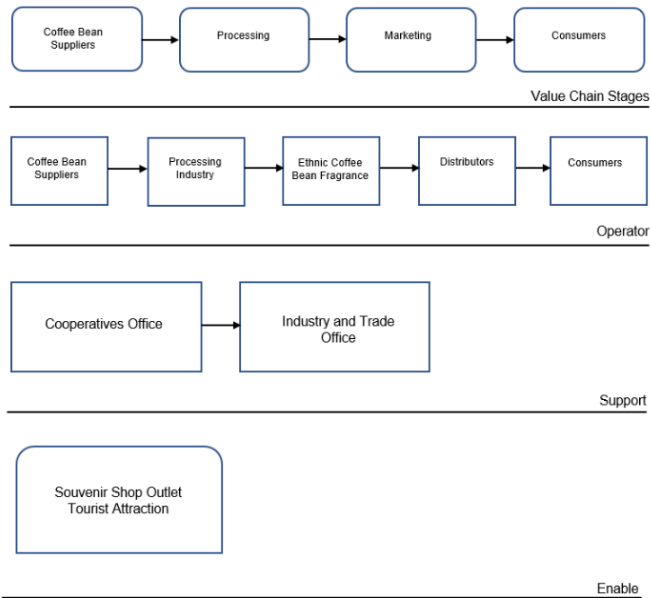 Coffee Bean
Suppliers
Processing
Marketing
Consumers
Value Chain Stages
Coffee Bean
Suppliers
Processing
Industry
Ethnic Coffee
Bean Fragrance
Distributors
Consumers
Operator
Cooperatives Office
Industry and Trade
Office
Support
Souvenir Shop Outlet
Tourist Attraction
Enable